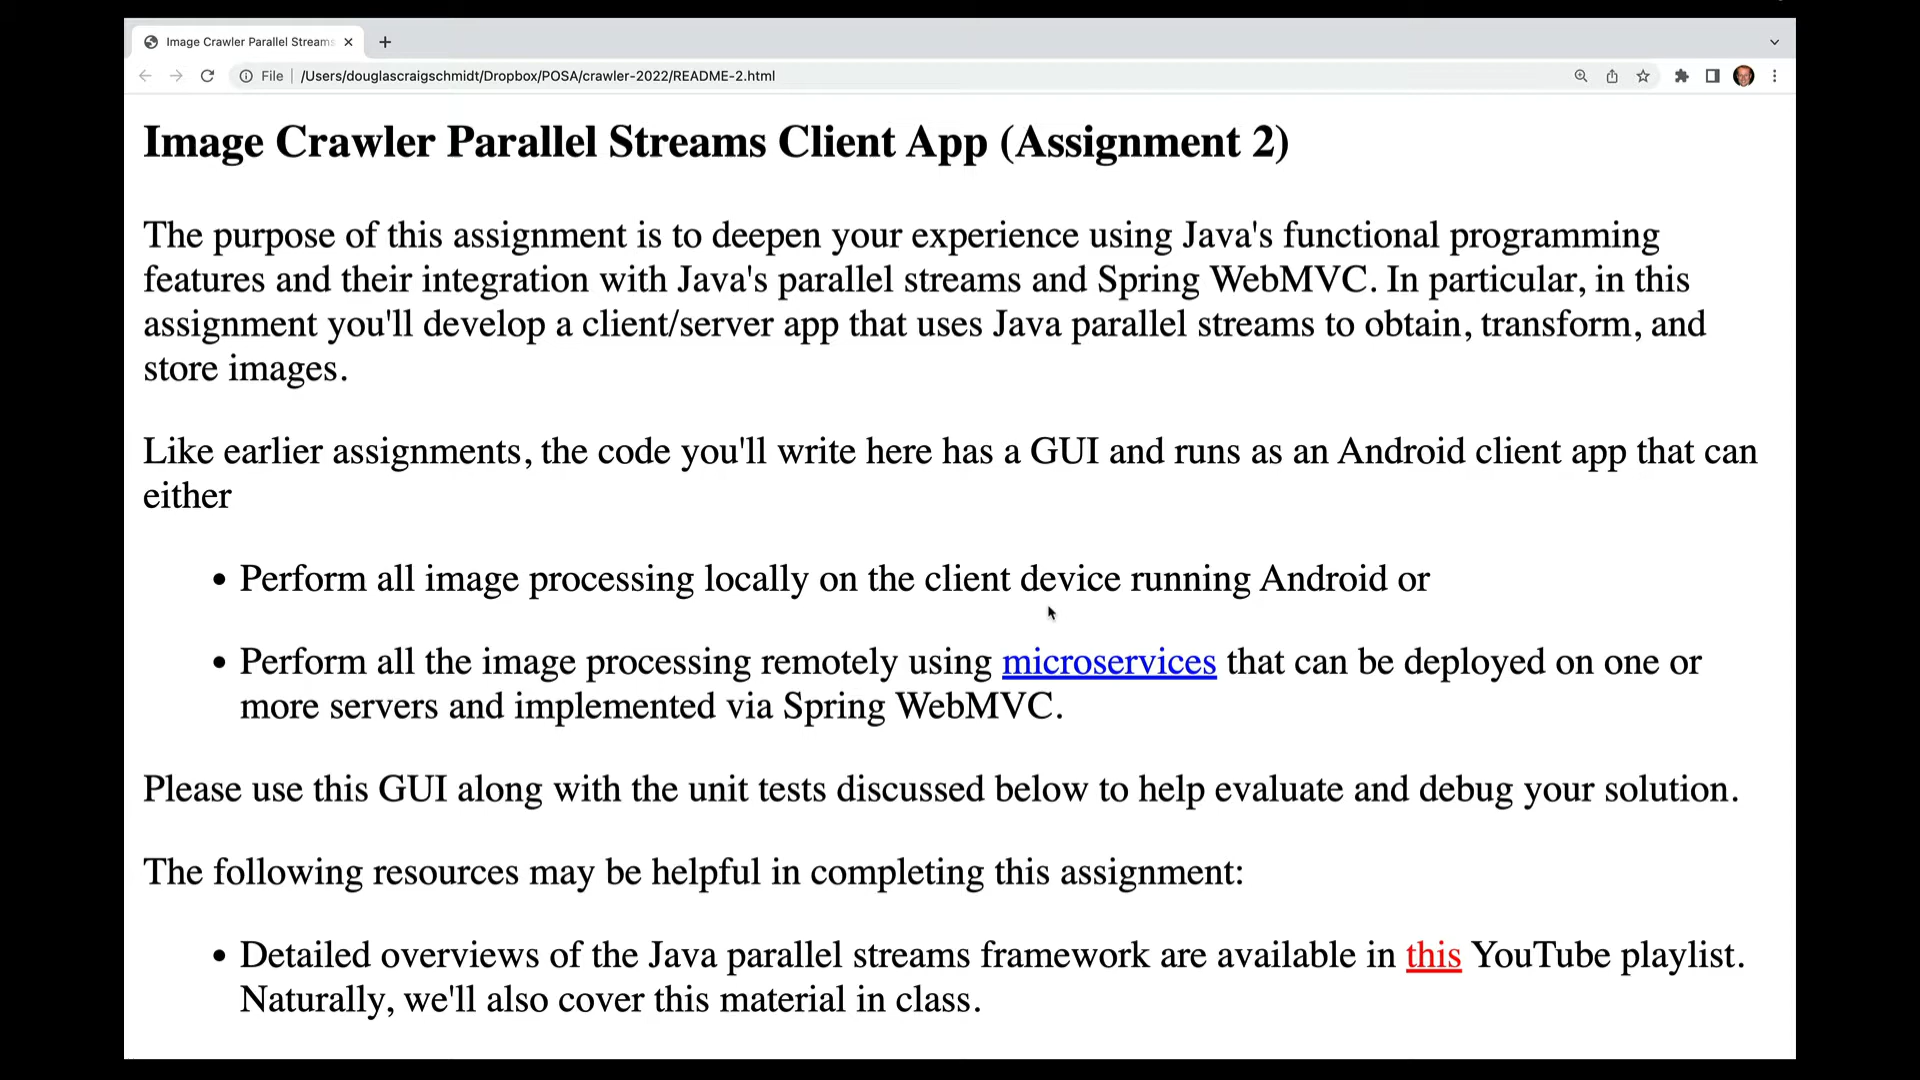 Image Crawler Parallel Streams
File
/Users/douglascraigschmidt/Dropbox/POSA/crawler-2022/README-2.html
Image Crawler Parallel Streams Client App (Assignment 2)
The purpose of this assignment is to deepen your experience using Java's functional programming
features and their integration with Java's parallel streams and Spring WebMVC. In particular, in this
assignment you'll develop a client/server app that uses Java parallel streams to obtain, transform, and
store images.
Like earlier assignments, the code you'll write here has a GUI and runs as an Android client app that can
either
• Perform all image processing locally on the client device running Android or
• Perform all the image processing remotely using microservices that can be deployed on one or
more servers and implemented via Spring WebMVC.
Please use this GUI along with the unit tests discussed below to help evaluate and debug your solution.
The following resources may be helpful in completing this assignment:
• Detailed overviews of the Java parallel streams framework are available in this YouTube playlist.
Naturally, we'll also cover this material in class.